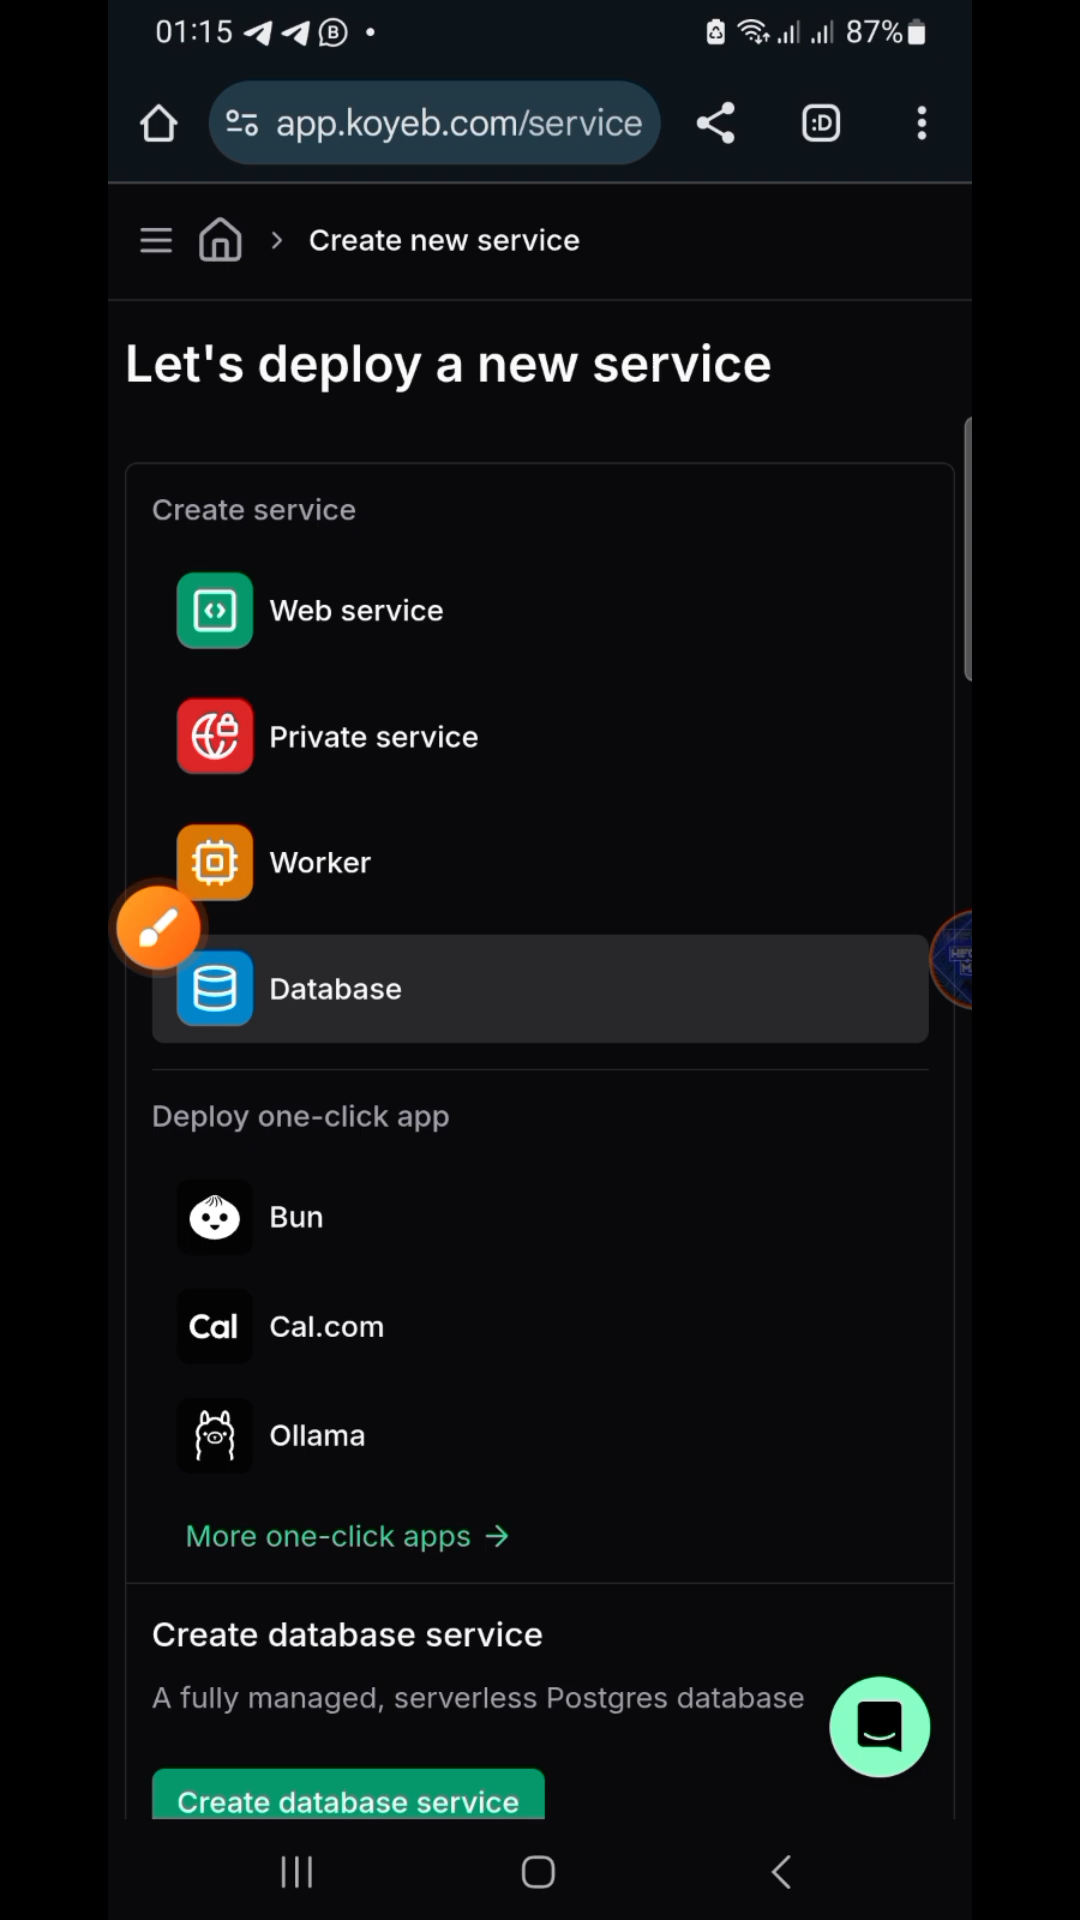 01:15 87%
app.koyeb.com/service :D
Create new service
Let's deploy a new service
Create service
Web service
Private service
Worker
Database
Deploy one-click app
Bun
Cal Cal.com
Ollama
More one-click apps →
Create database service
A fully managed, serverless Postgres database
Create database service